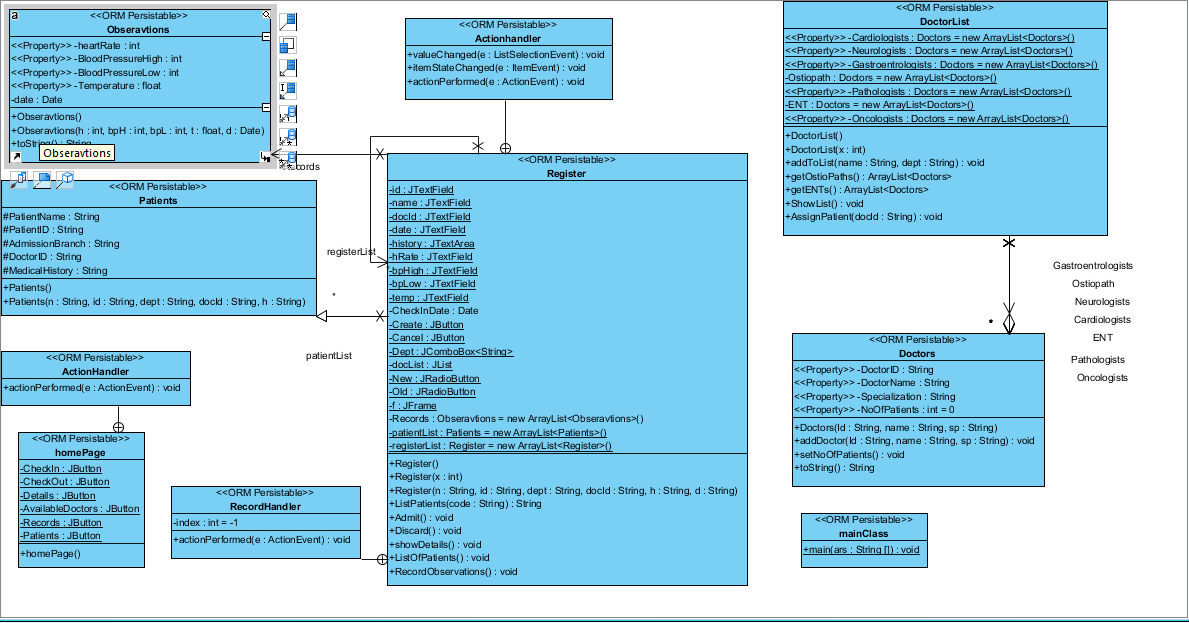 a
<<ORM Persistable>>
Obseravtions
<<Property>> -heartRate : int
<<Property>> -BloodPressureHigh : int
<<Property>> -BloodPressureLow : int
<<Property>> -Temperature : float
-date : Date
+Obseravtions()
+Obseravtions(h : int, bpH : int, bpL : int, t : float, d : Date)
+toString() : String
Obseravtions
<<ORM Persistable>>
Patients
#PatientName : String
#PatientID : String
#AdmissionBranch : String
#DoctorID : String
#MedicalHistory : String
+Patients()
+Patients(n : String, id : String, dept : String, docId : String, h : String)
<<ORM Persistable>>
ActionHandler
+actionPerformed(e : ActionEvent) : void
<<ORM Persistable>>
homePage
-CheckIn : JButton
-CheckOut : JButton
-Details : JButton
-AvailableDoctors : JButton
-Records : JButton
-Patients : JButton
+homePage()
<<ORM Persistable>>
RecordHandler
-index : int = -1
+actionPerformed(e : ActionEvent) : void
registerList
*
patientList
<<ORM Persistable>>
Actionhandler
+valueChanged(e : ListSelectionEvent) : void
+itemStateChanged(e : ItemEvent) : void
+actionPerformed(e : ActionEvent) : void
<<ORM Persistable>>
Register
-id : JTextField
-name : JTextField
-docId : JTextField
-date : JTextField
-history : JTextArea
-hRate : JTextField
-bpHigh : JTextField
-bpLow : JTextField
-temp : JTextField
-CheckInDate : Date
-Create : JButton
-Cancel : JButton
-Dept : JComboBox<String>
-docList : JList
-New : JRadioButton
-Old : JRadioButton
-f : JFrame
-Records : Obseravtions = new ArrayList<Obseravtions>()
-patientList : Patients = new ArrayList<Patients>()
-registerList : Register = new ArrayList<Register>()
+Register()
+Register(x : int)
+Register(n : String, id : String, dept : String, docId : String, h : String, d : String)
+ListPatients(code : String) : String
+Admit() : void
+Discard() : void
+showDetails() : void
+ListOfPatients() : void
+RecordObservations() : void
<<ORM Persistable>>
DoctorList
<<Property>> -Cardiologists : Doctors = new ArrayList<Doctors>()
<<Property>> -Neurologists : Doctors = new ArrayList<Doctors>()
<<Property>> -Gastroentrologists : Doctors = new ArrayList<Doctors>()
-Ostiopath : Doctors = new ArrayList<Doctors>()
<<Property>> -Pathologists : Doctors = new ArrayList<Doctors>()
-ENT : Doctors = new ArrayList<Doctors>()
<<Property>> -Oncologists : Doctors = new ArrayList<Doctors>()
+DoctorList()
+DoctorList(x : int)
+addToList(name : String, dept : String) : void
+getOstioPaths() : ArrayList<Doctors>
+getENTs() : ArrayList<Doctors>
+ShowList() : void
+AssignPatient(docId : String) : void
Gastroentrologists
Ostiopath
Neurologists
Cardiologists
ENT
Pathologists
Oncologists
*
<<ORM Persistable>>
Doctors
<<Property>> -DoctorID : String
<<Property>> -DoctorName : String
<<Property>> -Specialization : String
<<Property>> -NoOfPatients : int = 0
+Doctors(Id : String, name : String, sp : String)
+addDoctor(Id : String, name : String, sp : String) : void
+setNoOfPatients() : void
+toString() : String
<<ORM Persistable>>
mainClass
+main(ars : String []) : void